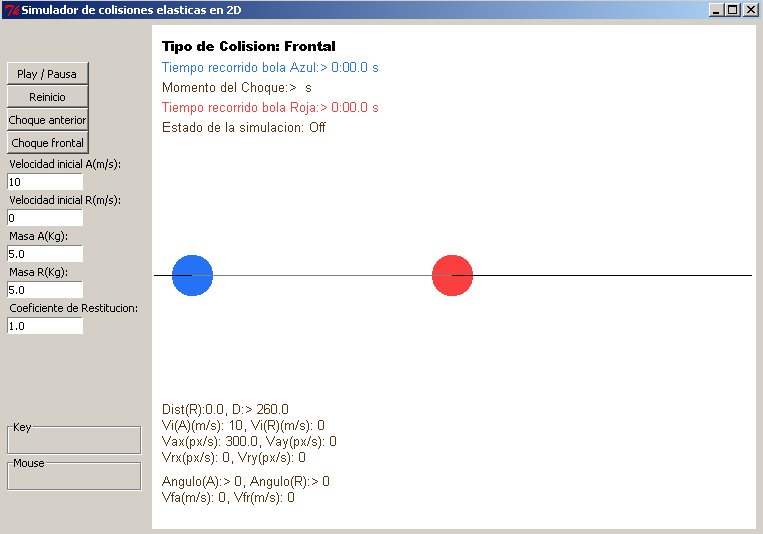 Simulador de colisiones elasticas en 2D
Play / Pausa
Reinicio
Choque anterior
Choque frontal
Velocidad inicial A(m/s):
10
Velocidad inicial R(m/s):
0
Masa A(Kg):
5.0
Masa R(Kg):
5.0
Coeficiente de Restitucion:
1.0
Key
Mouse
Tipo de Colision: Frontal
Tiempo recorrido bola Azul:> 0:00.0 s
Momento del Choque:> s
Tiempo recorrido bola Roja:> 0:00.0 s
Estado de la simulacion: Off
Dist(R):0.0, D:> 260.0
Vi(A)(m/s): 10, Vi(R)(m/s): 0
Vax(px/s): 300.0, Vay(px/s): 0
Vrx(px/s): 0, Vry(px/s): 0
Angulo(A):> 0, Angulo(R):> 0
Vfa(m/s): 0, Vfr(m/s): 0